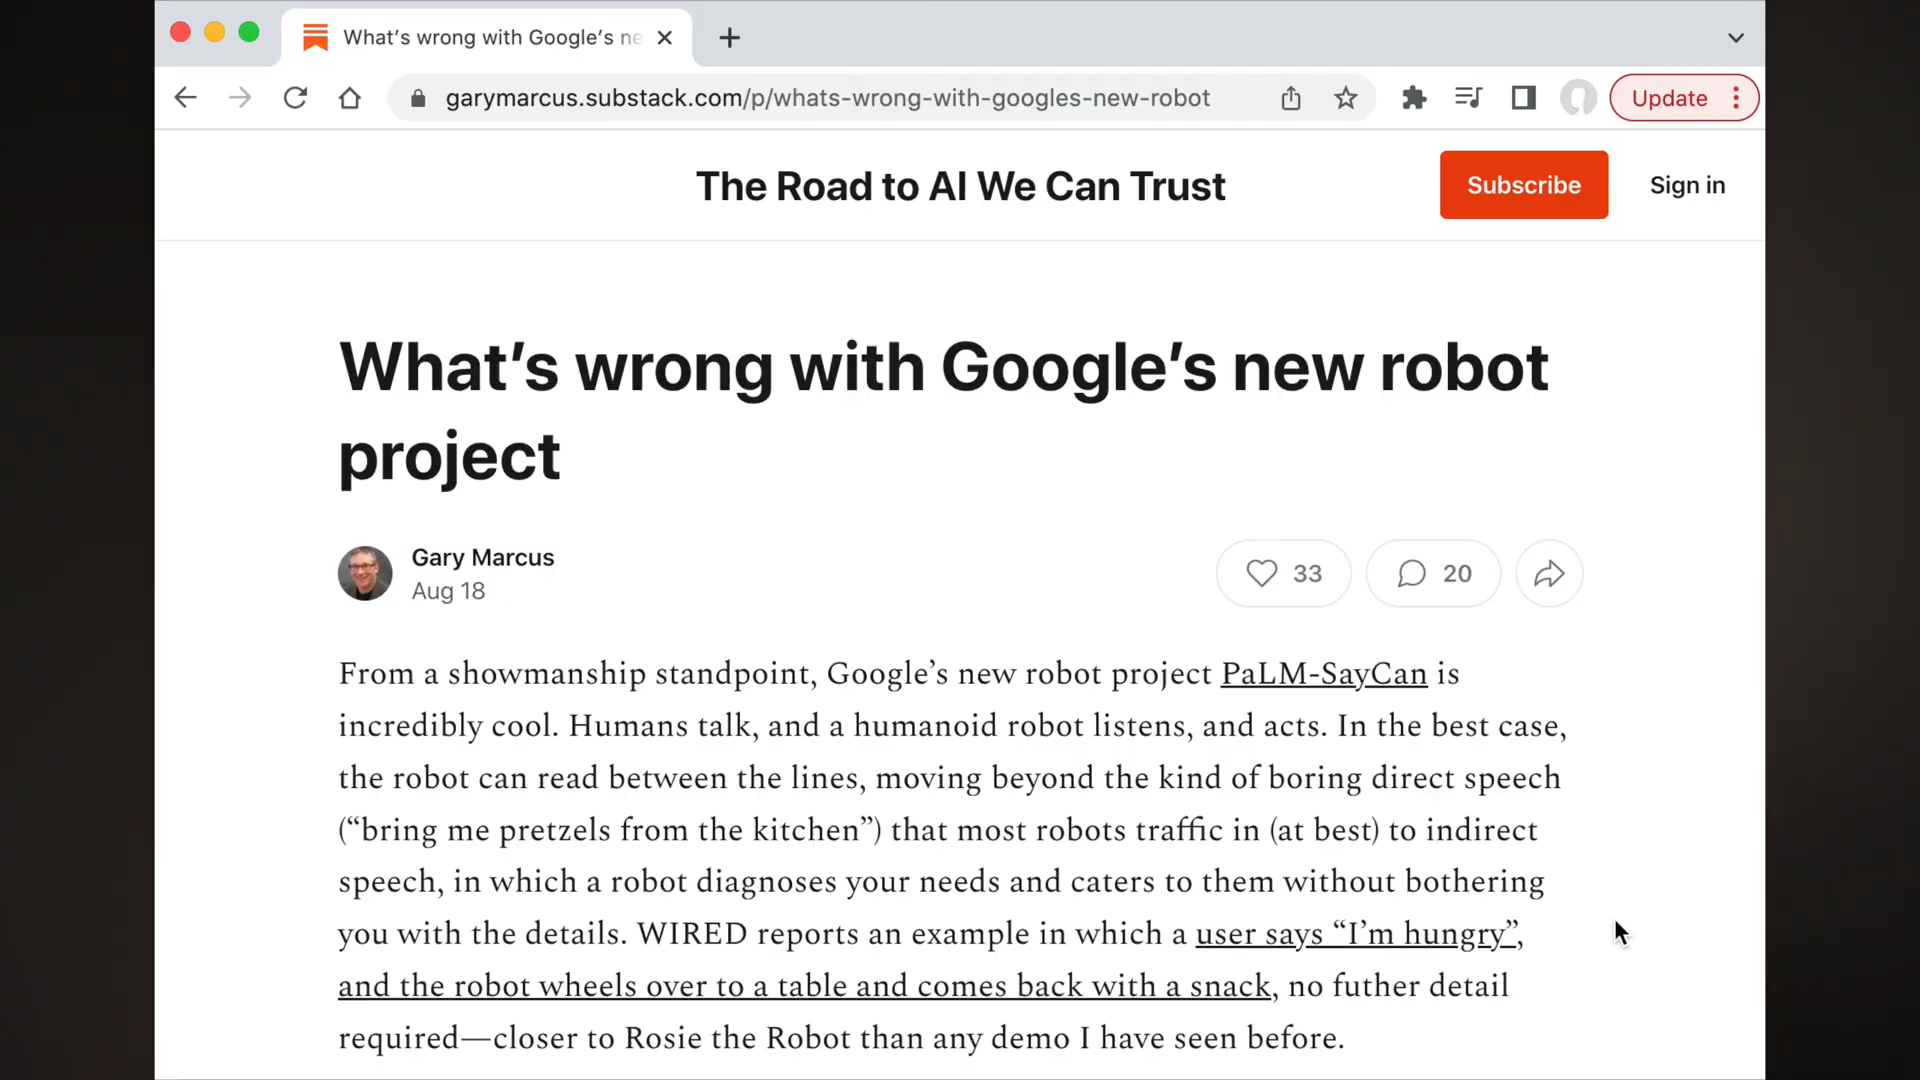 What's wrong with Google's ne
garymarcus.substack.com/p/whats-wrong-with-googles-new-robot
Update
The Road to AI We Can Trust
Subscribe
Sign in
What's wrong with Google's new robot
project
Gary Marcus
Aug 18
33
20
From a showmanship standpoint, Google's new robot project PaLM-SayCan is
incredibly cool. Humans talk, and a humanoid robot listens, and acts. In the best case,
the robot can read between the lines, moving beyond the kind of boring direct speech
(“bring me pretzels from the kitchen”) that most robots traffic in (at best) to indirect
speech, in which a robot diagnoses your needs and caters to them without bothering
you with the details. WIRED reports an example in which a user says “I'm hungry”,
and the robot wheels over to a table and comes back with a snack, no futher detail
required—closer to Rosie the Robot than any demo I have seen before.